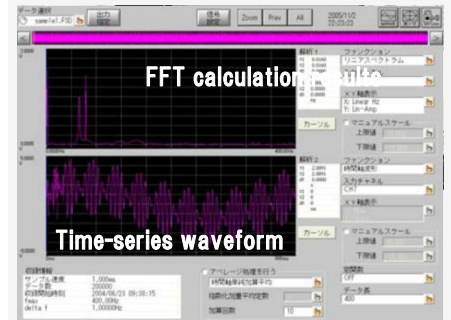 データ選択
sample1.FSD
出力
設定
信号
設定
Zoom
Prev
All
2005/11/2
22:23:23
FFT calculation results
解析1
カーソル
ファンクション
リニアスペクトラム
XY軸表示
X: Linear Hz
Y: Lin-Amp
マニュアルスケール
上限値
下限値
0.0000Hz
400.00Hz
Time-series waveform
解析2
カーソル
ファンクション
時間軸波形
入力チャネル
CH7
XY軸表示
マニュアルスケール
上限値
下限値
収録情報
サンプル速度 1.000ms
データ数 200000
収録開始時刻 2004/06/23 09:38:15
fmax 400.00Hz
delta f 1.00000Hz
アベレージ処理を行う
時間軸単純加算平均
指数化加重平均定数
加算回数 10
窓関数
OFF
データ長
400